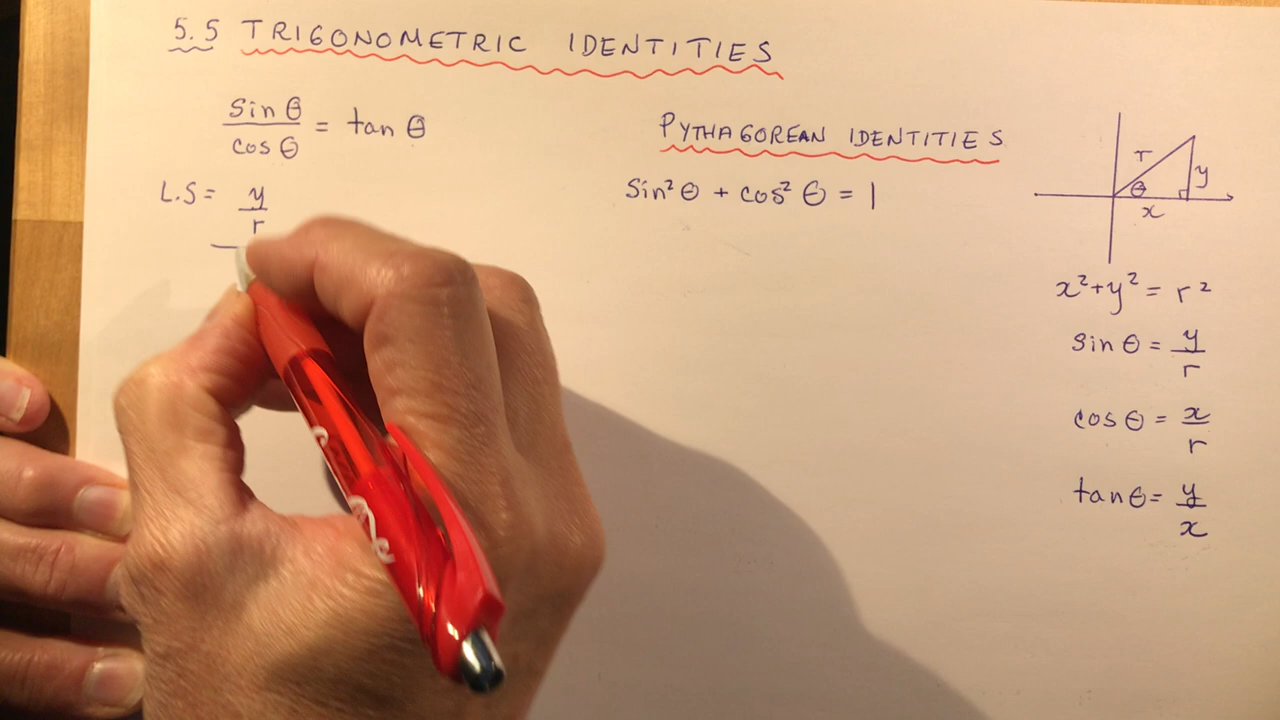 5.5 TRIGONOMETRIC IDENTITIES
sin θ / cos θ = tan θ
L.S = y / r
PYTHAGOREAN IDENTITIES
sin² θ + cos² θ = 1
r
y
θ
x
x² + y² = r²
sin θ = y / r
cos θ = x / r
tan θ = y / x